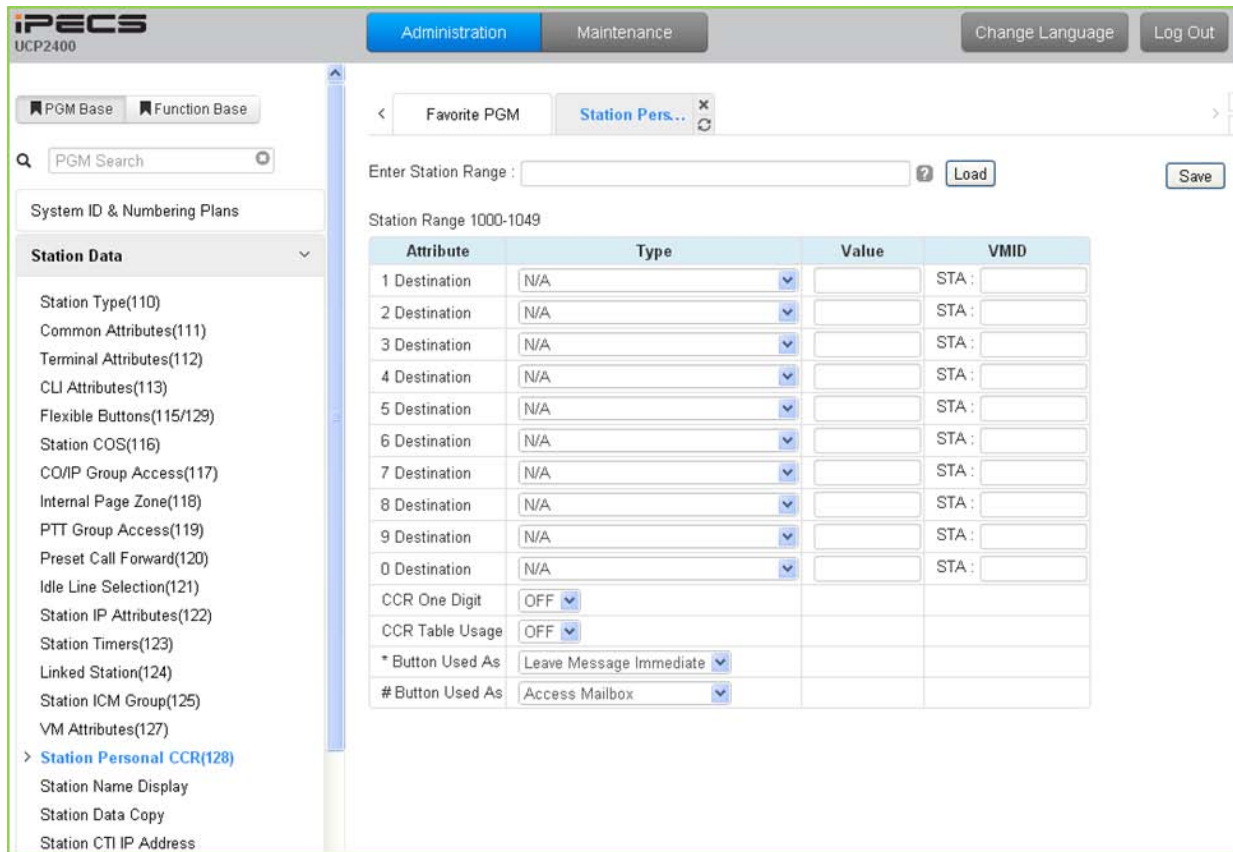 iPECS
UCP2400
Administration
Maintenance
Change Language
Log Out
PGM Base
Function Base
PGM Search
System ID & Numbering Plans
Station Data
Station Type(110)
Common Attributes(111)
Terminal Attributes(112)
CLI Attributes(113)
Flexible Buttons(115/129)
Station COS(116)
CO/IP Group Access(117)
Internal Page Zone(118)
PTT Group Access(119)
Preset Call Forward(120)
Idle Line Selection(121)
Station IP Attributes(122)
Station Timers(123)
Linked Station(124)
Station ICM Group(125)
VM Attributes(127)
> Station Personal CCR(128)
Station Name Display
Station Data Copy
Station CTI IP Address
< Favorite PGM Station Pers... >
Enter Station Range : ? Load Save
Station Range 1000-1049
Attribute Type Value VMID
1 Destination N/A STA :
2 Destination N/A STA :
3 Destination N/A STA :
4 Destination N/A STA :
5 Destination N/A STA :
6 Destination N/A STA :
7 Destination N/A STA :
8 Destination N/A STA :
9 Destination N/A STA :
0 Destination N/A STA :
CCR One Digit OFF
CCR Table Usage OFF
* Button Used As Leave Message Immediate
# Button Used As Access Mailbox